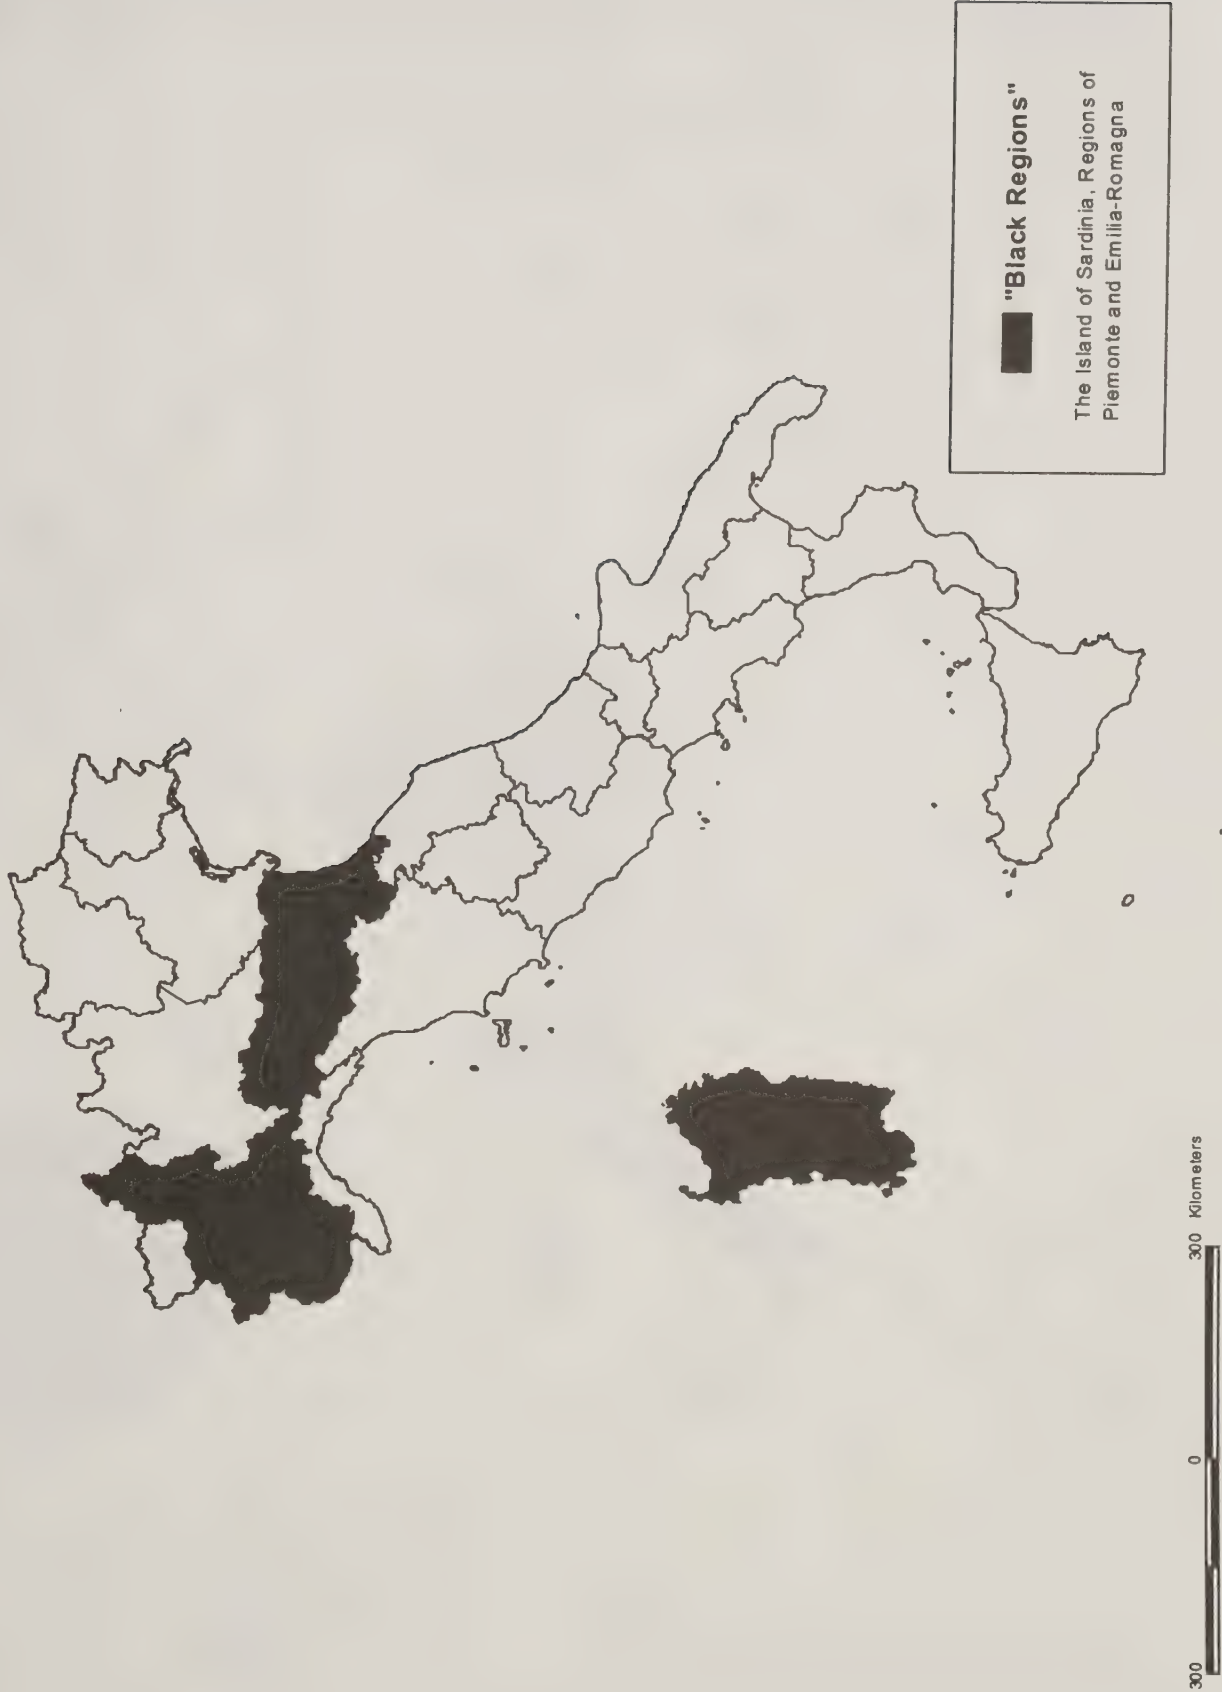 "Black Regions"
The Island of Sardinia, Regions of
Piemonte and Emilia-Romagna
300 0 300 Kilometers